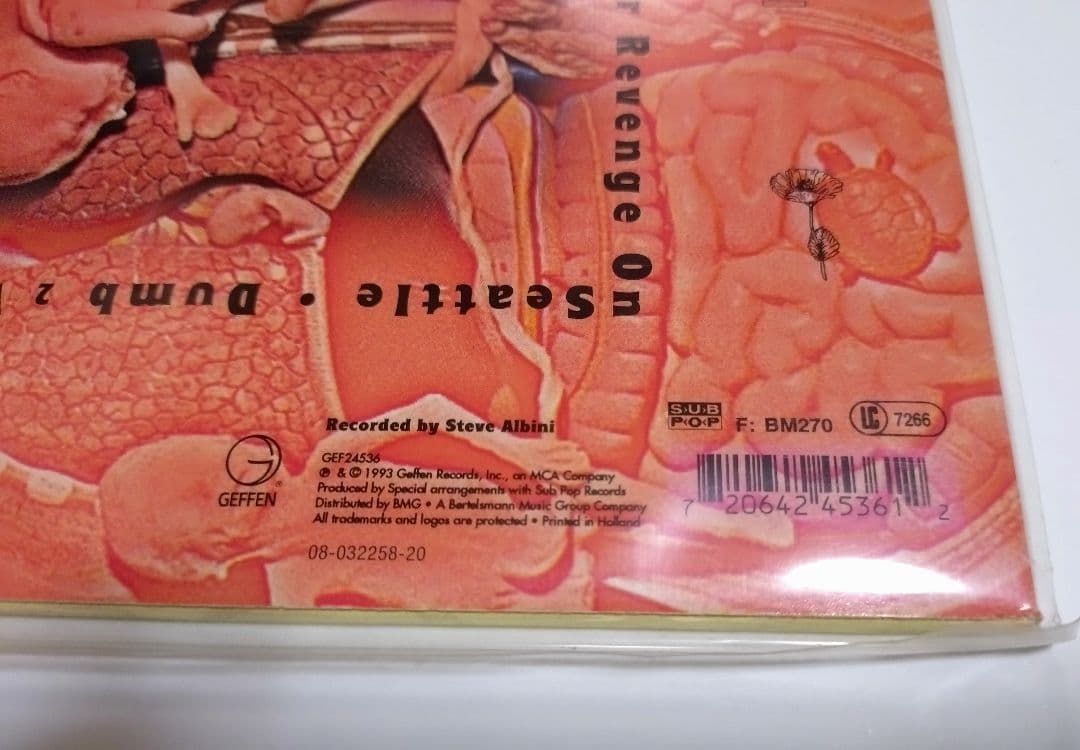 r Revenge On
Seattle • Dumb 2
Recorded by Steve Albini
GEF24536
℗ & © 1993 Geffen Records, Inc., an MCA Company
Produced by Special arrangements with Sub Pop Records
Distributed by BMG • A Bertelsmann Music Group Company
All trademarks and logos are protected • Printed in Holland
08-032258-20
G
GEFFEN ®
SUB
POP
F: BM270
LC 7266
7 20642 45361 2